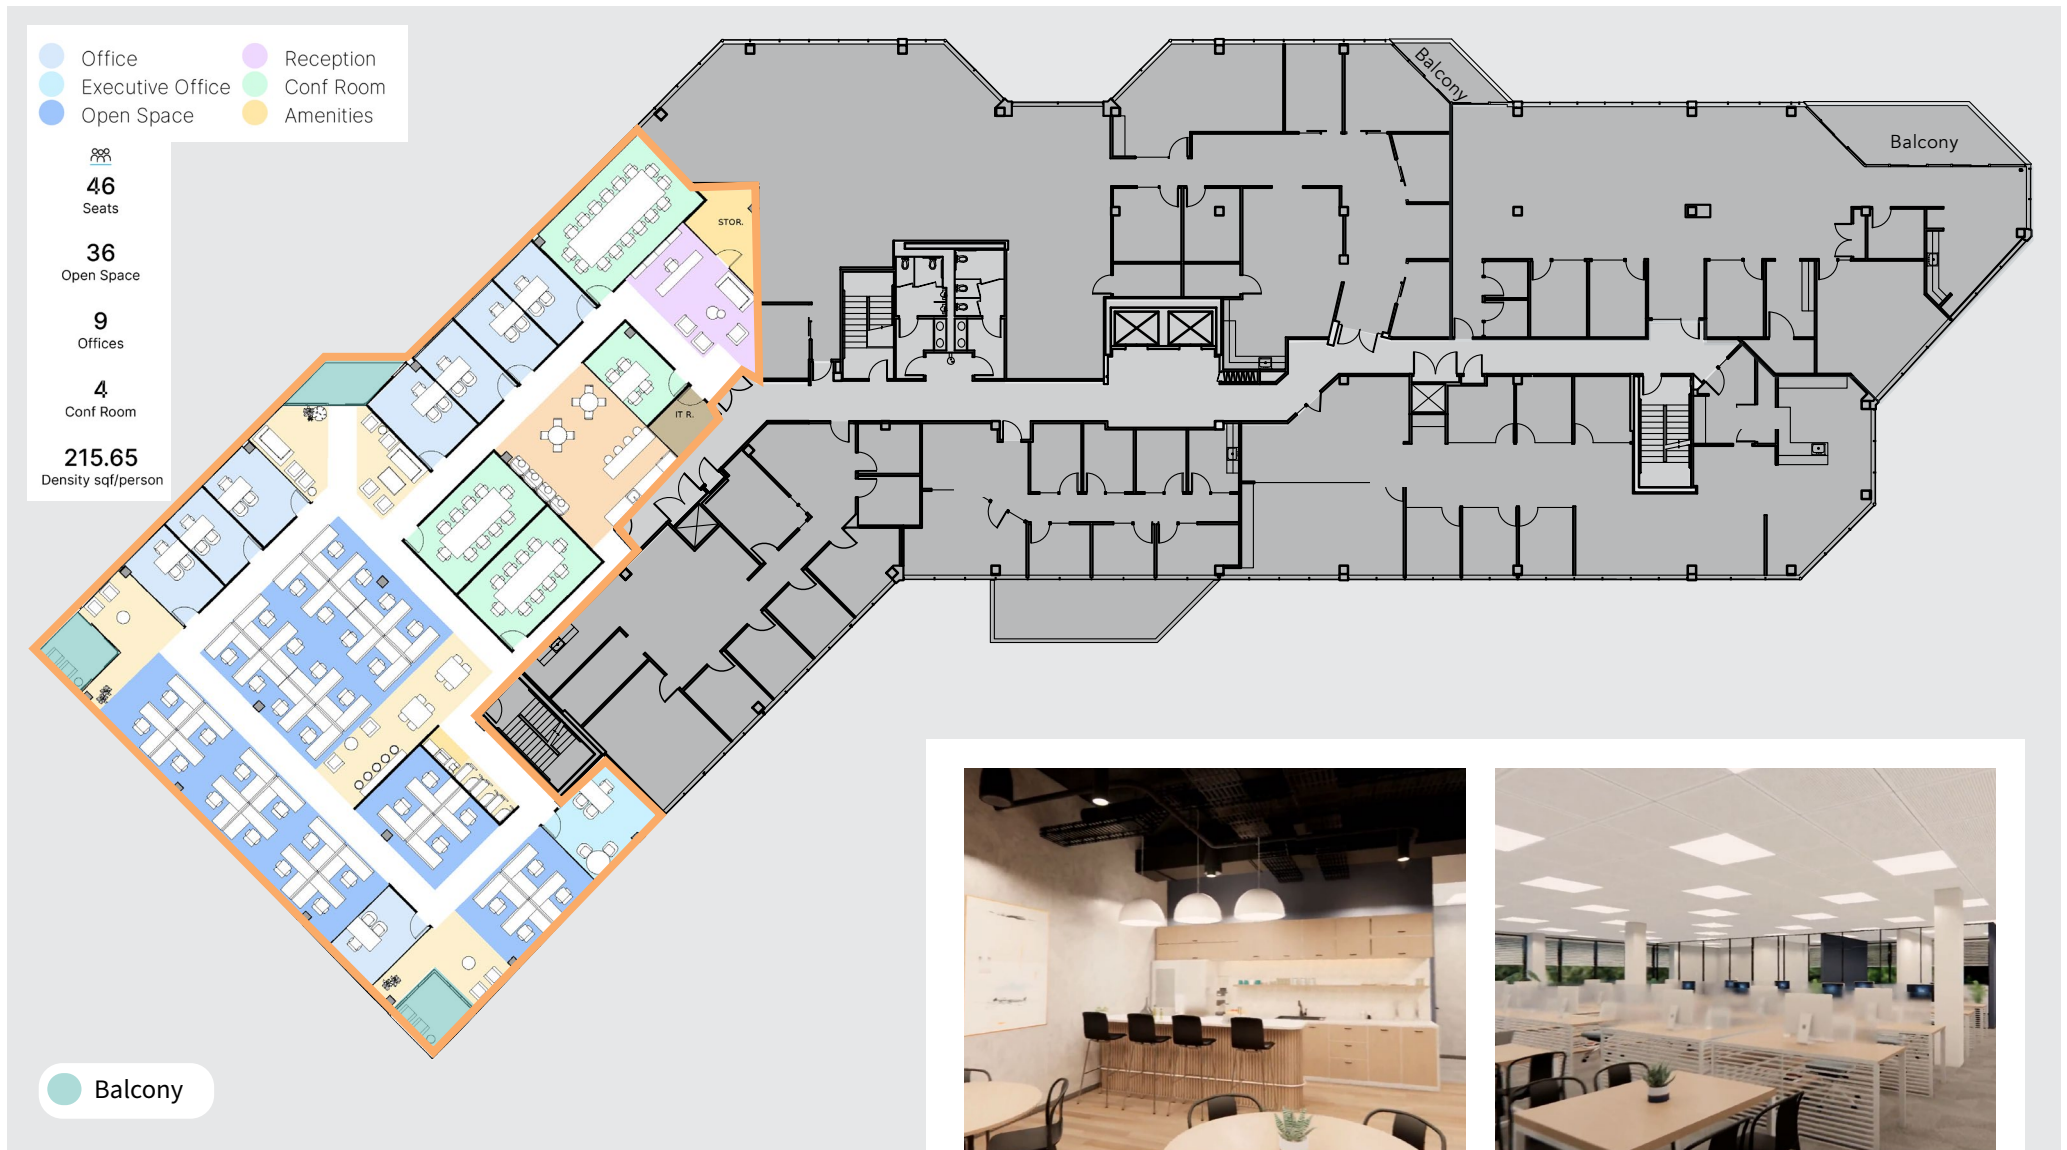 Office
Executive Office
Open Space
Reception
Conf Room
Amenities
46
Seats
36
Open Space
9
Offices
4
Conf Room
215.65
Density sqf/person
STOR.
IT R.
Balcony
Balcony
Balcony